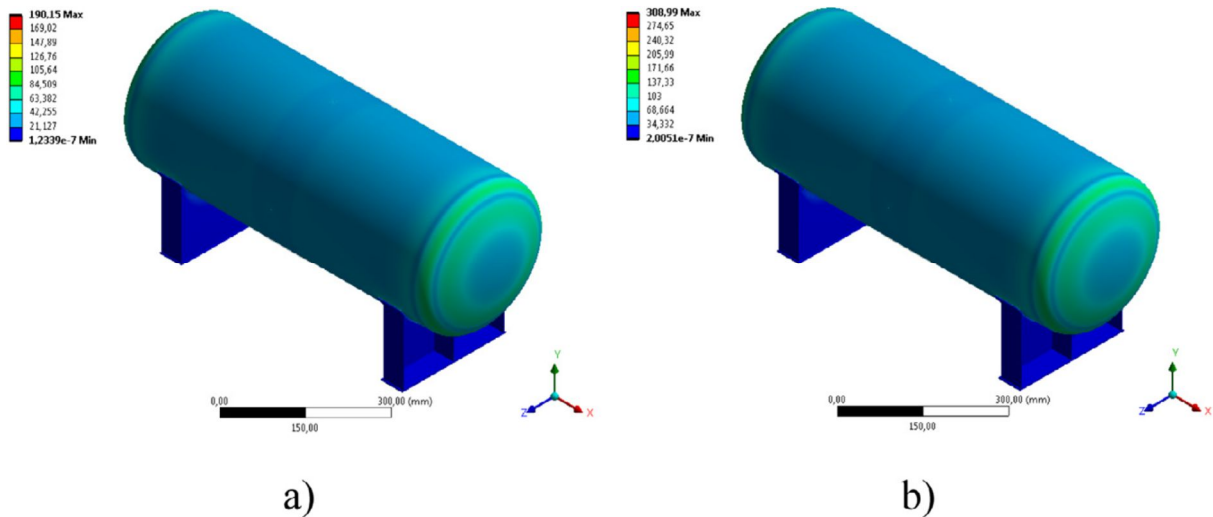 190,15 Max
169,02
147,89
126,76
105,64
84,509
63,382
42,255
21,127
1,2339e-7 Min
0,00
300,00 (mm)
150,00
Y
Z
X
a)
308,99 Max
274,65
240,32
205,99
171,66
137,33
103
68,664
34,332
2,0051e-7 Min
0,00
300,00 (mm)
150,00
Y
Z
X
b)